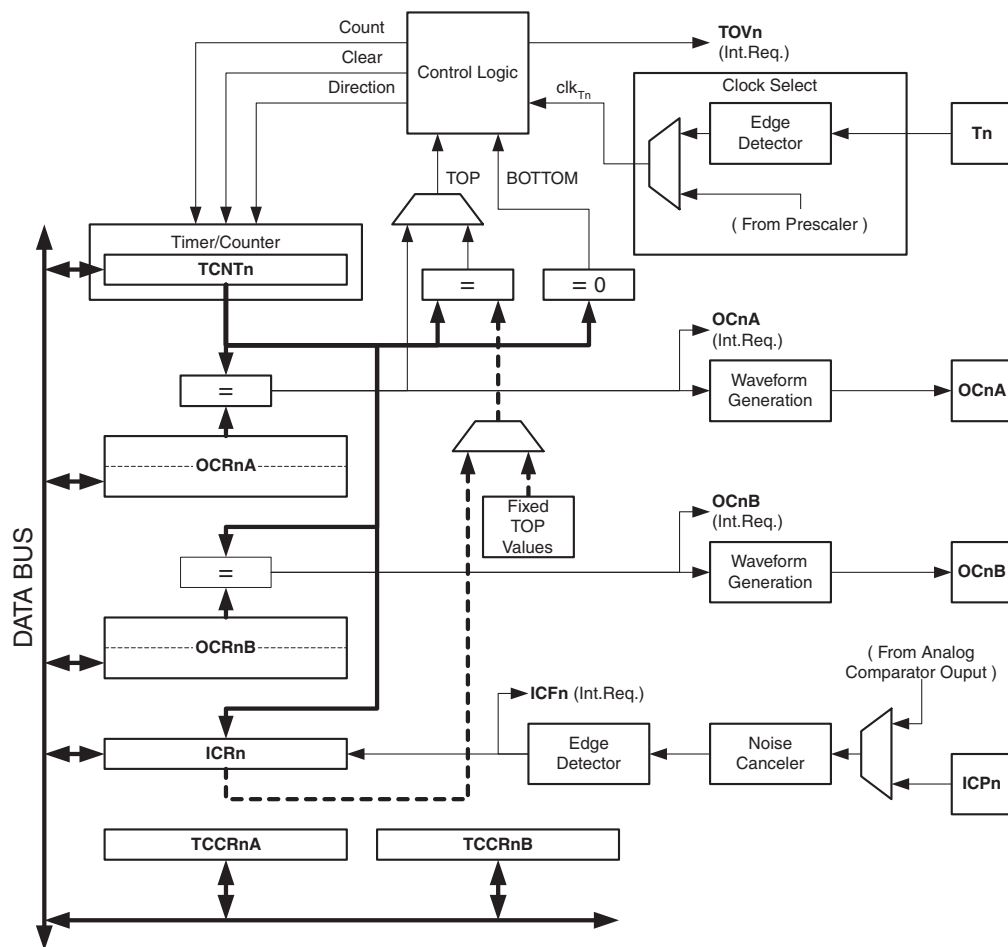 Count
Clear
Direction
Control Logic
TOVn
(Int.Req.)
clkTn
Clock Select
Edge
Detector
Tn
( From Prescaler )
TOP
BOTTOM
Timer/Counter
TCNTn
=
= 0
OCnA
(Int.Req.)
=
Waveform
Generation
OCnA
OCRnA
Fixed
TOP
Values
OCnB
(Int.Req.)
=
Waveform
Generation
OCnB
OCRnB
DATA BUS
( From Analog
Comparator Ouput )
ICFn (Int.Req.)
ICRn
Edge
Detector
Noise
Canceler
ICPn
TCCRnA
TCCRnB